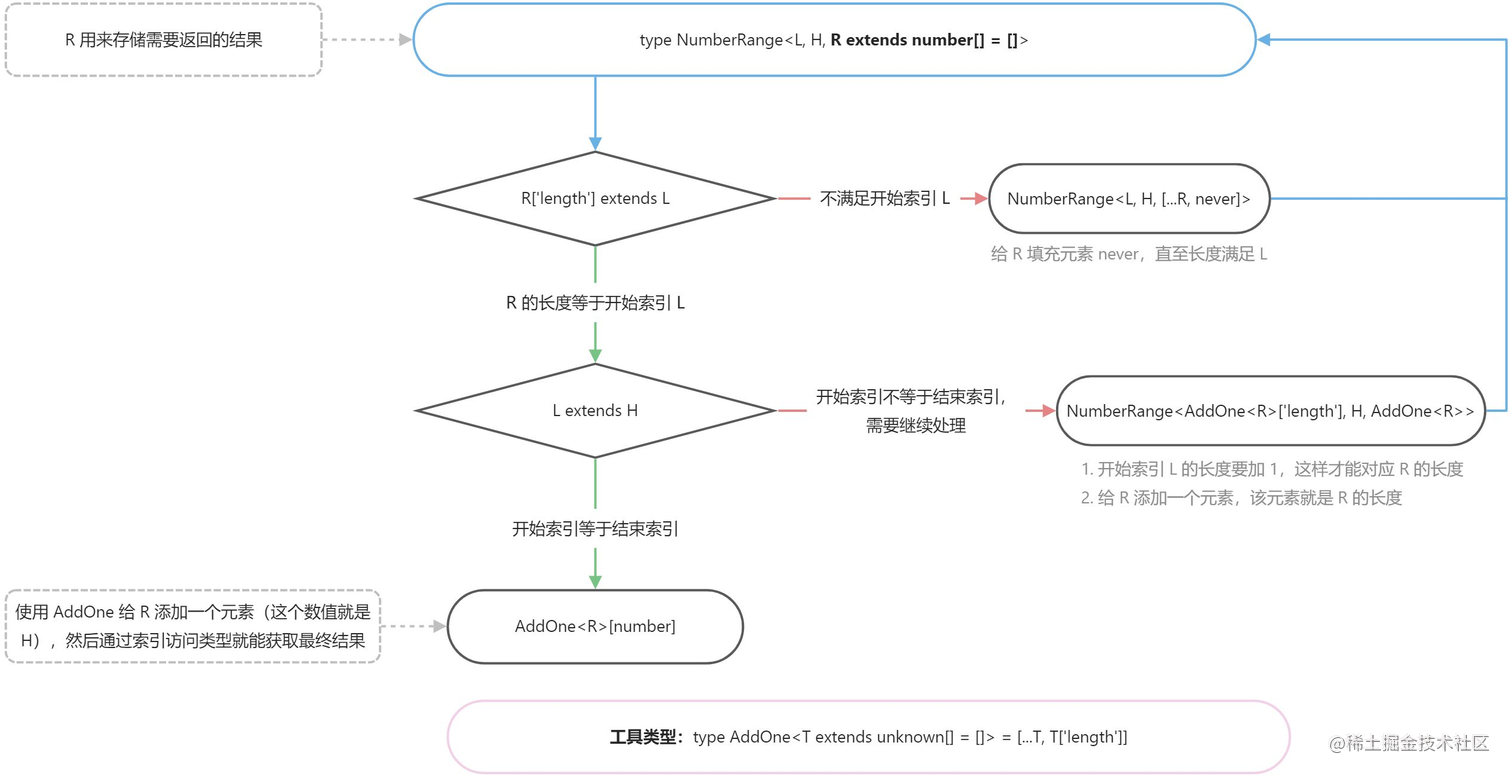 R 用来存储需要返回的结果
type NumberRange<L, H, R extends number[] = []>
R['length'] extends L
不满足开始索引 L
NumberRange<L, H, [...R, never]>
给 R 填充元素 never，直至长度满足 L
R 的长度等于开始索引 L
L extends H
开始索引不等于结束索引，
需要继续处理
NumberRange<AddOne<R>['length'], H, AddOne<R>>
1. 开始索引 L 的长度要加 1，这样才能对应 R 的长度
2. 给 R 添加一个元素，该元素就是 R 的长度
开始索引等于结束索引
使用 AddOne 给 R 添加一个元素（这个数值就是
H），然后通过索引访问类型就能获取最终结果
AddOne<R>[number]
工具类型：type AddOne<T extends unknown[] = []> = [...T, T['length']]
@稀土掘金技术社区